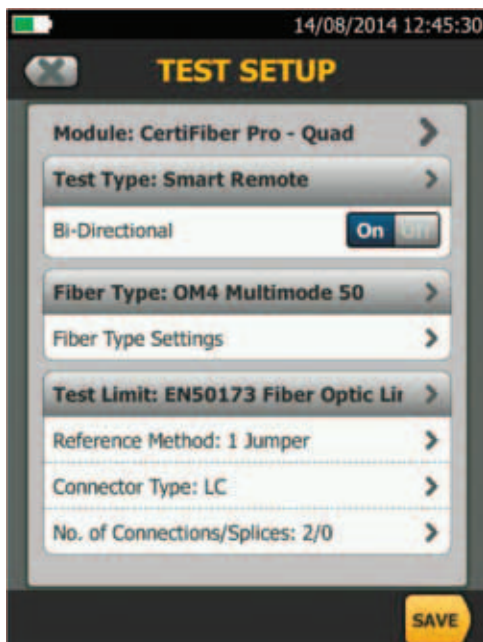 14/08/2014 12:45:30
TEST SETUP
Module: CertiFiber Pro - Quad
Test Type: Smart Remote
Bi-Directional
On Off
Fiber Type: OM4 Multimode 50
Fiber Type Settings
Test Limit: EN50173 Fiber Optic Lir
Reference Method: 1 Jumper
Connector Type: LC
No. of Connections/Splices: 2/0
SAVE